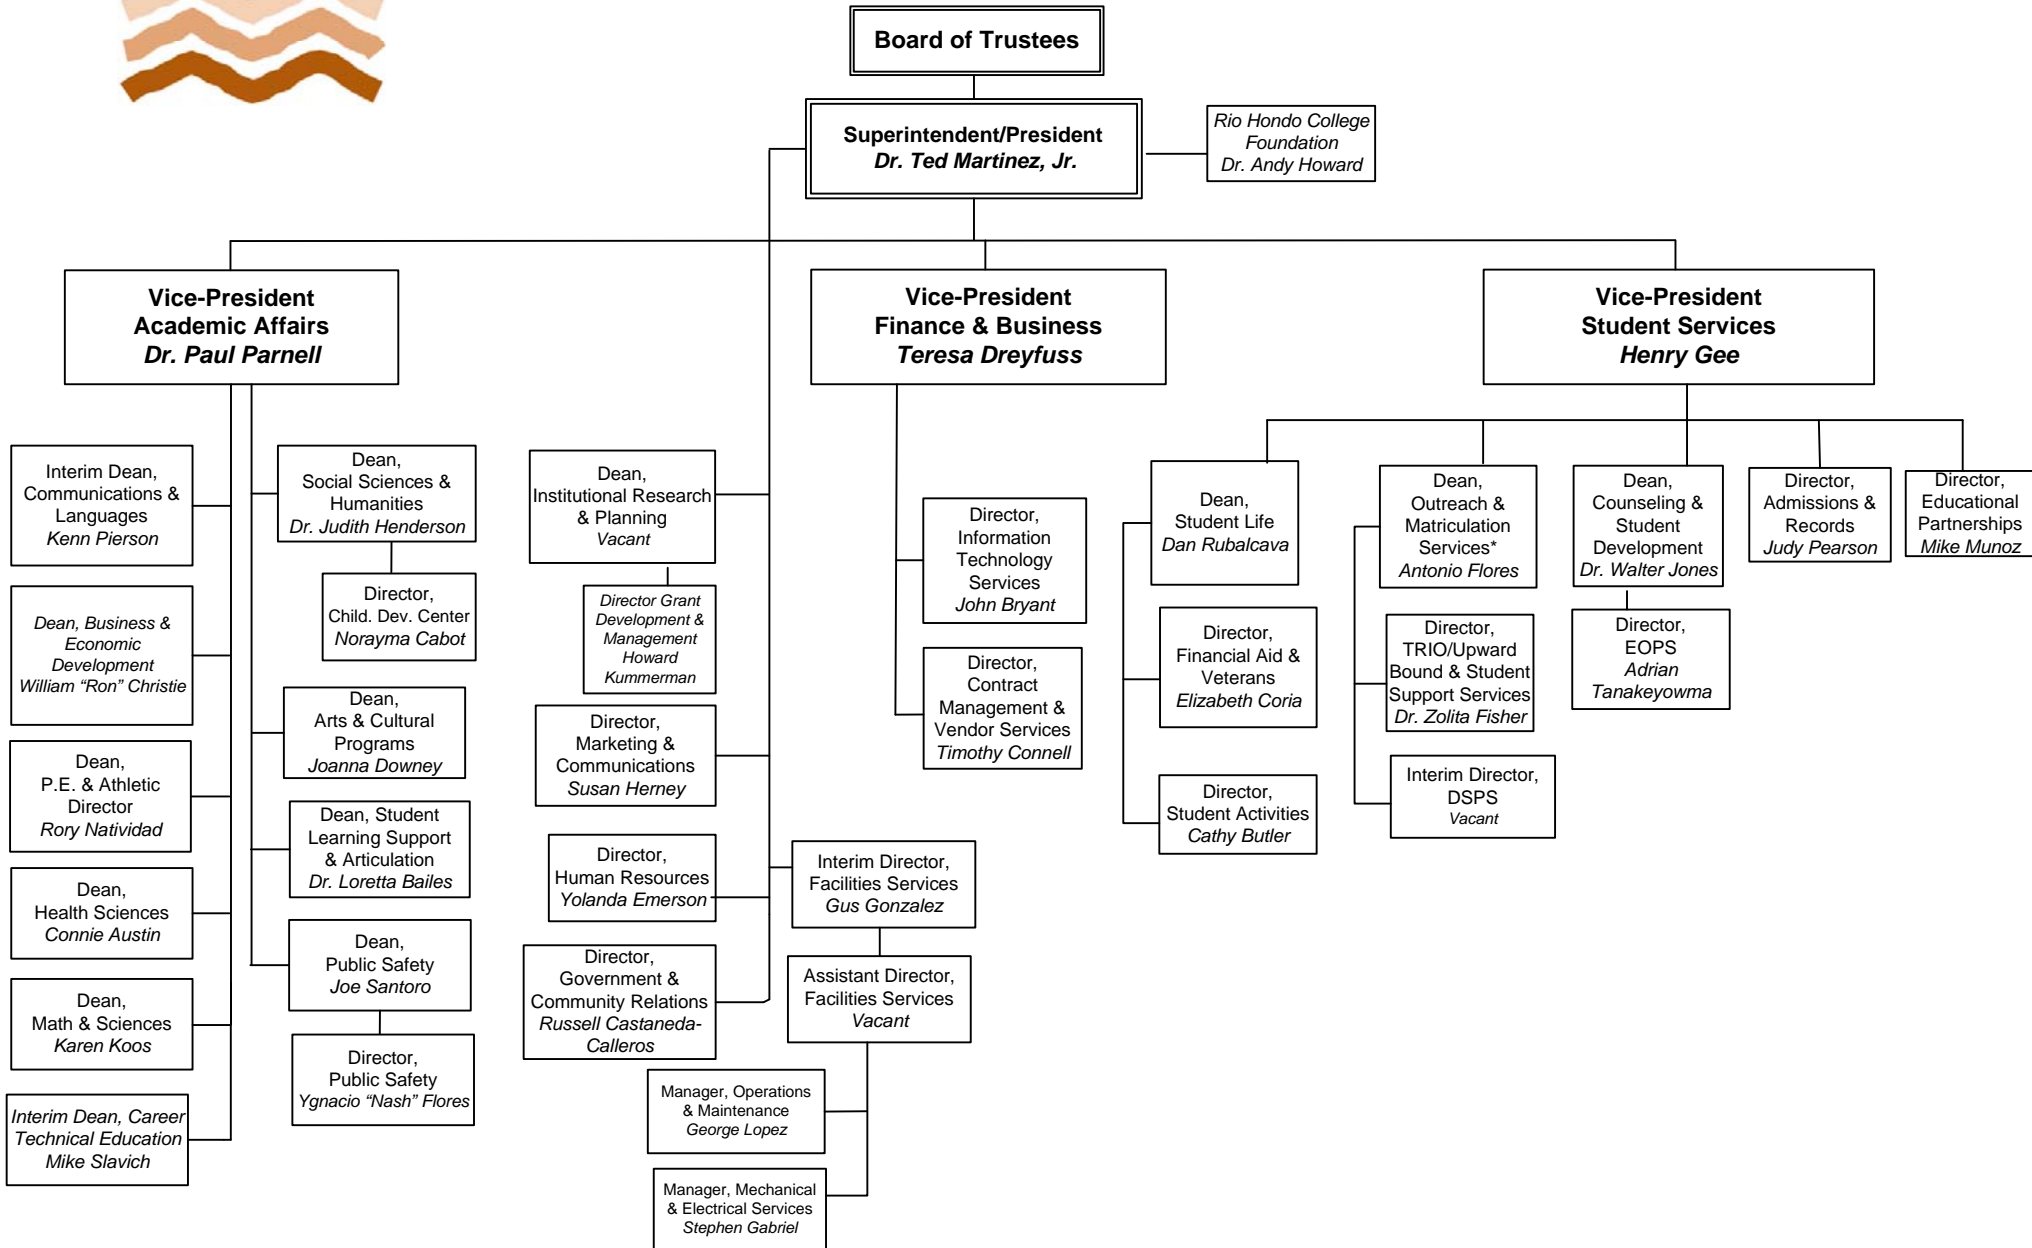 Board of Trustees
Superintendent/President
Dr. Ted Martinez, Jr.
Rio Hondo College
Foundation
Dr. Andy Howard
Vice-President
Academic Affairs
Dr. Paul Parnell
Vice-President
Finance & Business
Teresa Dreyfuss
Vice-President
Student Services
Henry Gee
Interim Dean,
Communications &
Languages
Kenn Pierson
Dean, Business &
Economic
Development
William “Ron” Christie
Dean,
P.E. & Athletic
Director
Rory Natividad
Dean,
Health Sciences
Connie Austin
Dean,
Math & Sciences
Karen Koos
Interim Dean, Career
Technical Education
Mike Slavich
Dean,
Social Sciences &
Humanities
Dr. Judith Henderson
Director,
Child. Dev. Center
Norayma Cabot
Dean,
Arts & Cultural
Programs
Joanna Downey
Dean, Student
Learning Support
& Articulation
Dr. Loretta Bailes
Dean,
Public Safety
Joe Santoro
Director,
Public Safety
Ygnacio “Nash” Flores
Dean,
Institutional Research
& Planning
Vacant
Director Grant
Development &
Management
Howard
Kummerman
Director,
Marketing &
Communications
Susan Herney
Director,
Human Resources
Yolanda Emerson
Director,
Government &
Community Relations
Russell Castaneda-
Calleros
Interim Director,
Facilities Services
Gus Gonzalez
Assistant Director,
Facilities Services
Vacant
Manager, Operations
& Maintenance
George Lopez
Manager, Mechanical
& Electrical Services
Stephen Gabriel
Director,
Information
Technology
Services
John Bryant
Director,
Contract
Management &
Vendor Services
Timothy Connell
Dean,
Student Life
Dan Rubalcava
Director,
Financial Aid &
Veterans
Elizabeth Coria
Director,
Student Activities
Cathy Butler
Dean,
Outreach &
Matriculation
Services*
Antonio Flores
Director,
TRIO/Upward
Bound & Student
Support Services
Dr. Zolita Fisher
Interim Director,
DSPS
Vacant
Dean,
Counseling &
Student
Development
Dr. Walter Jones
Director,
EOPS
Adrian
Tanakeyowma
Director,
Admissions &
Records
Judy Pearson
Director,
Educational
Partnerships
Mike Munoz